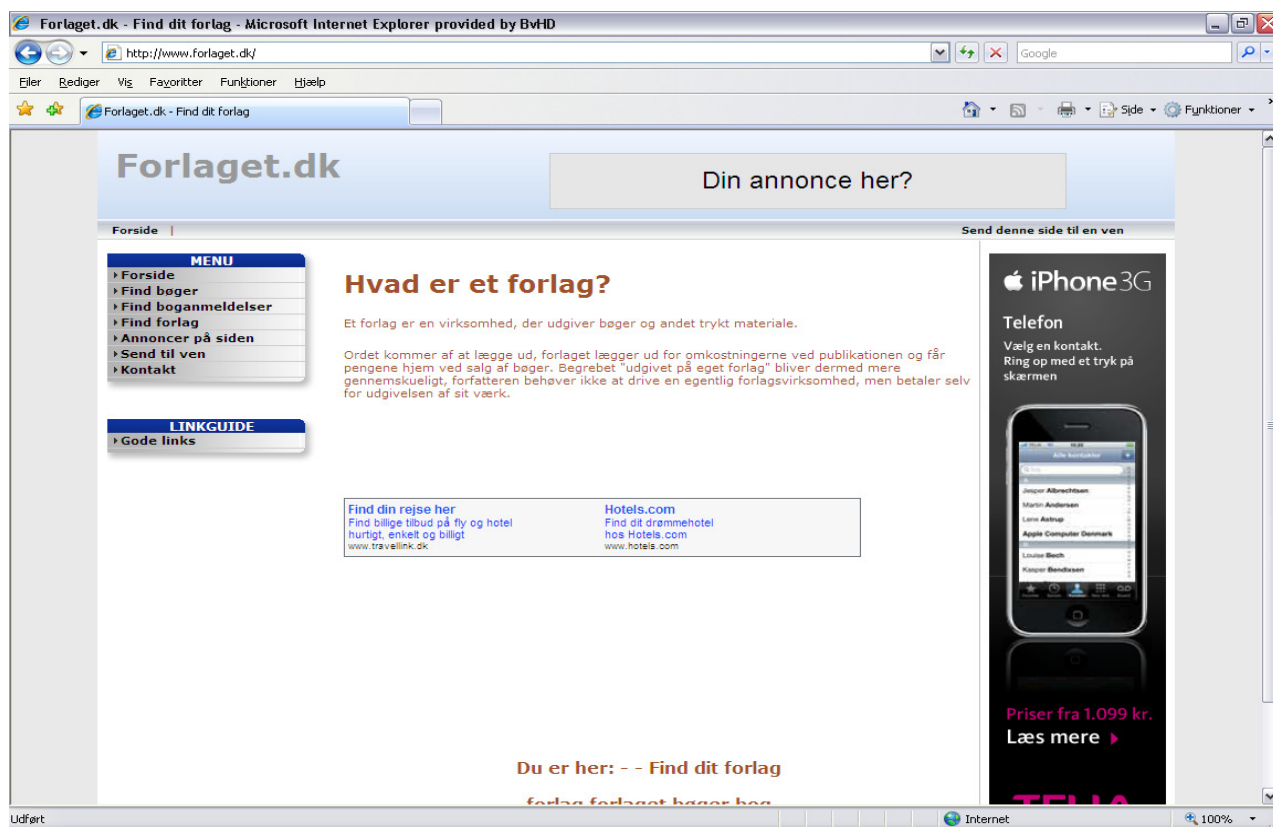 Forlaget.dk - Find dit forlag - Microsoft Internet Explorer provided by BvHD
http://www.forlaget.dk/
Google
Filer Rediger Vis Favoritter Funktioner Hjælp
Forlaget.dk - Find dit forlag
Side Funktioner
Forlaget.dk
Din annonce her?
Forside |
Send denne side til en ven
MENU
Forside
Find bøger
Find boganmeldelser
Find forlag
Annoncer på siden
Send til ven
Kontakt
LINKGUIDE
Gode links
Hvad er et forlag?
Et forlag er en virksomhed, der udgiver bøger og andet trykt materiale.
Ordet kommer af at lægge ud, forlaget lægger ud for omkostningerne ved publikationen og får
pengene hjem ved salg af bøger. Begrebet "udgivet på eget forlag" bliver dermed mere
gennemskueligt, forfatteren behøver ikke at drive en egentlig forlagsvirksomhed, men betaler selv
for udgivelsen af sit værk.
Find din rejse her
Find billige tilbud på fly og hotel
hurtigt, enkelt og billigt
www.travellink.dk
Hotels.com
Find dit drømmehotel
hos Hotels.com
www.hotels.com
Du er her: - - Find dit forlag
forlag forlaget bøger bog
iPhone 3G
Telefon
Vælg en kontakt.
Ring op med et tryk på
skærmen
Alle kontakter
Jesper Albrechtsen
Martin Andersen
Lene Astrup
Apple Computer Denmark
Louise Bech
Kasper Bendixsen
Priser fra 1.099 kr.
Læs mere
TELIA
Udført
Internet
100%